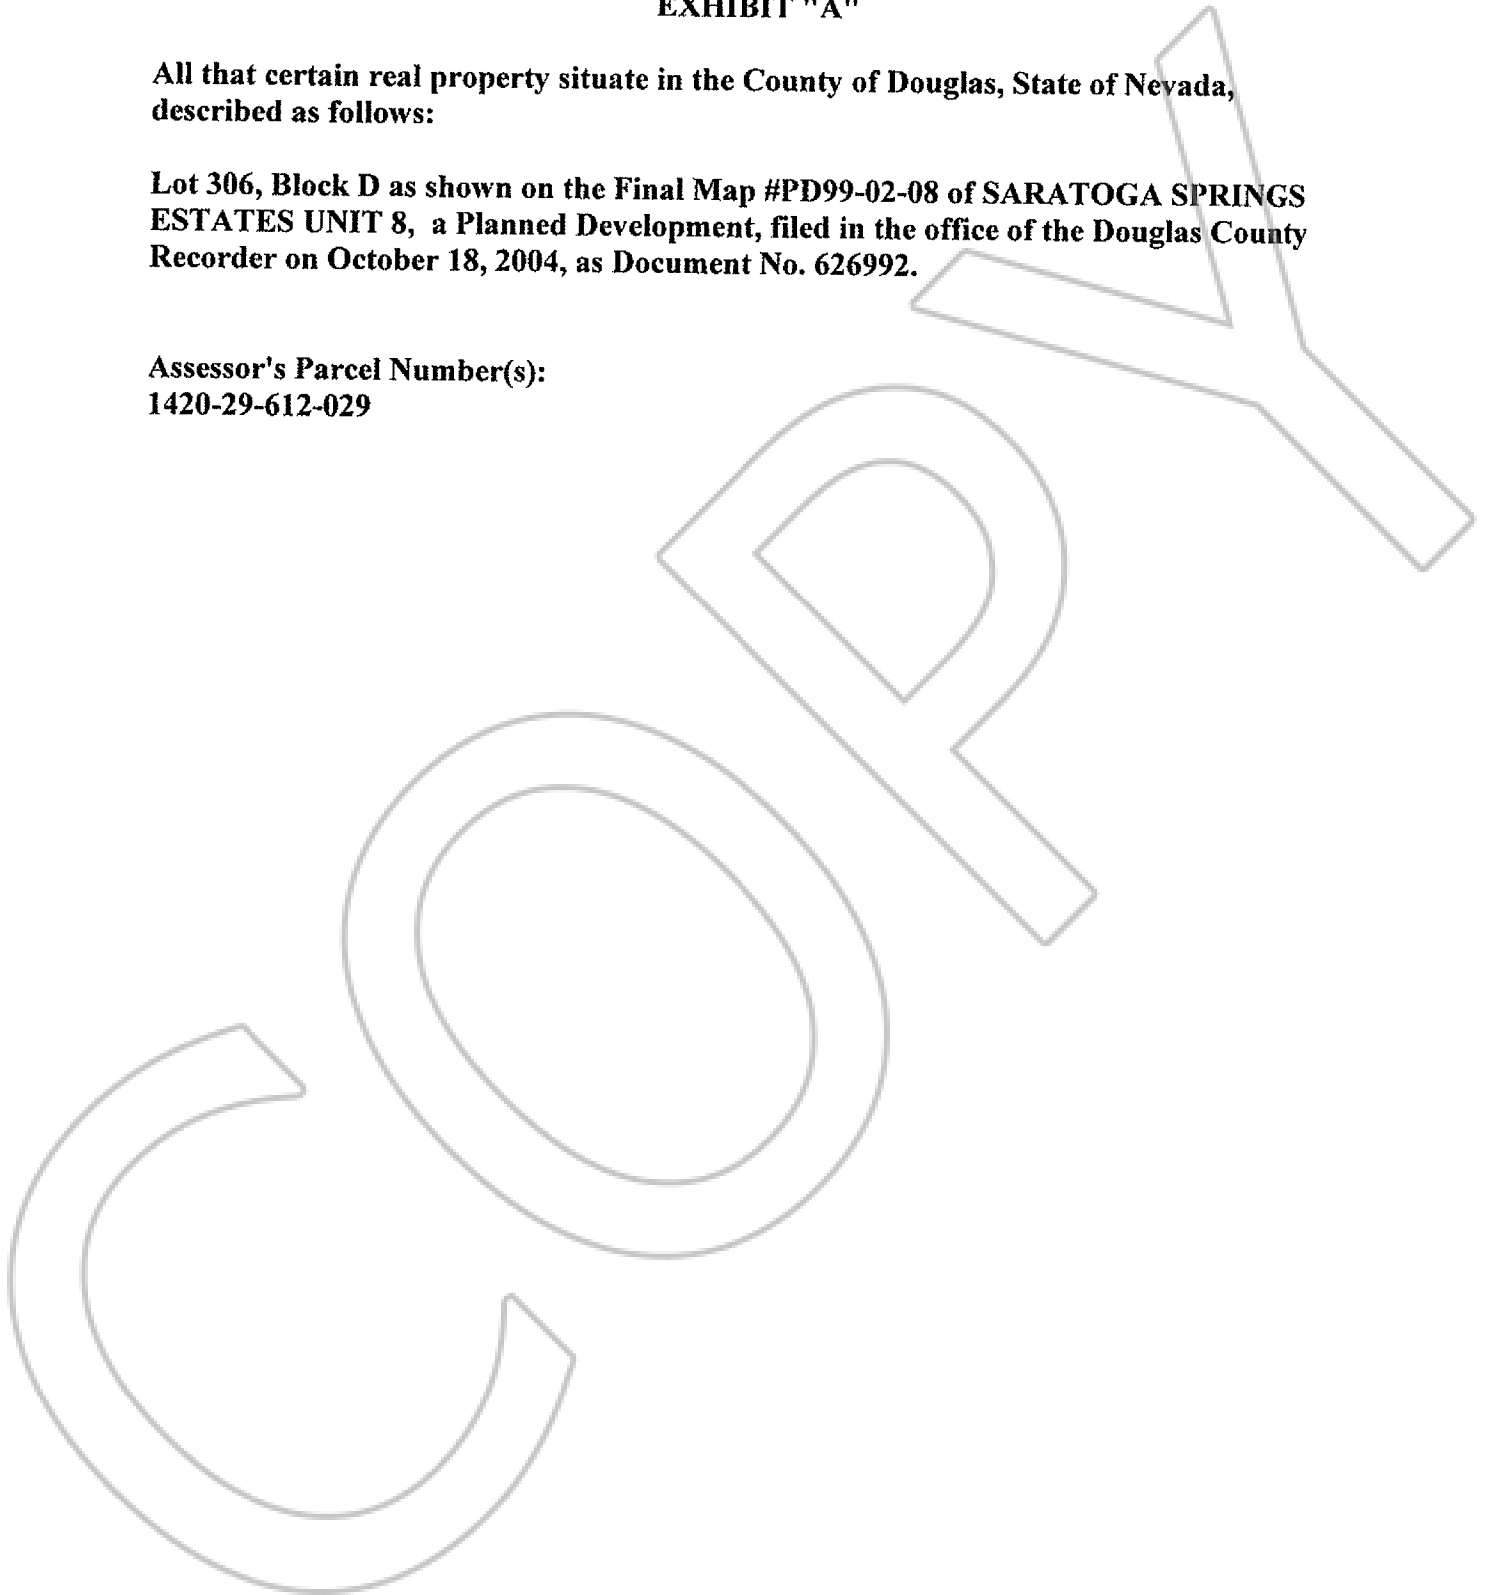 EXHIBIT "A"
All that certain real property situate in the County of Douglas, State of Nevada,
described as follows:
Lot 306, Block D as shown on the Final Map #PD99-02-08 of SARATOGA SPRINGS
ESTATES UNIT 8, a Planned Development, filed in the office of the Douglas County
Recorder on October 18, 2004, as Document No. 626992.
Assessor's Parcel Number(s):
1420-29-612-029
COPY